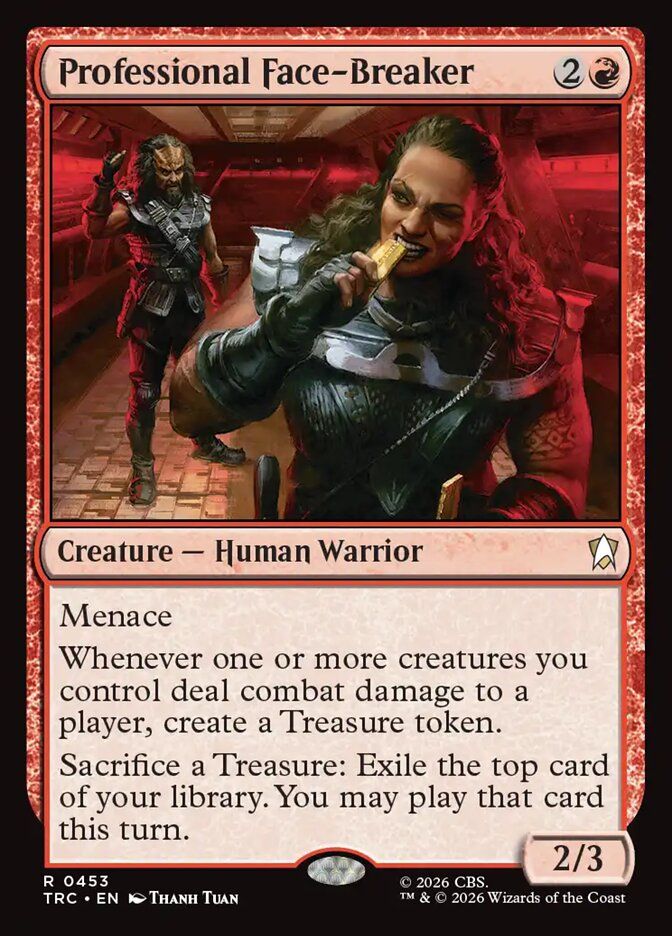 Professional Face-Breaker 2
Creature — Human Warrior
Menace
Whenever one or more creatures you
control deal combat damage to a
player, create a Treasure token.
Sacrifice a Treasure: Exile the top card
of your library. You may play that card
this turn.
2/3
R 0453
TRC • EN Thanh Tuan
© 2026 CBS.
™ & © 2026 Wizards of the Coast